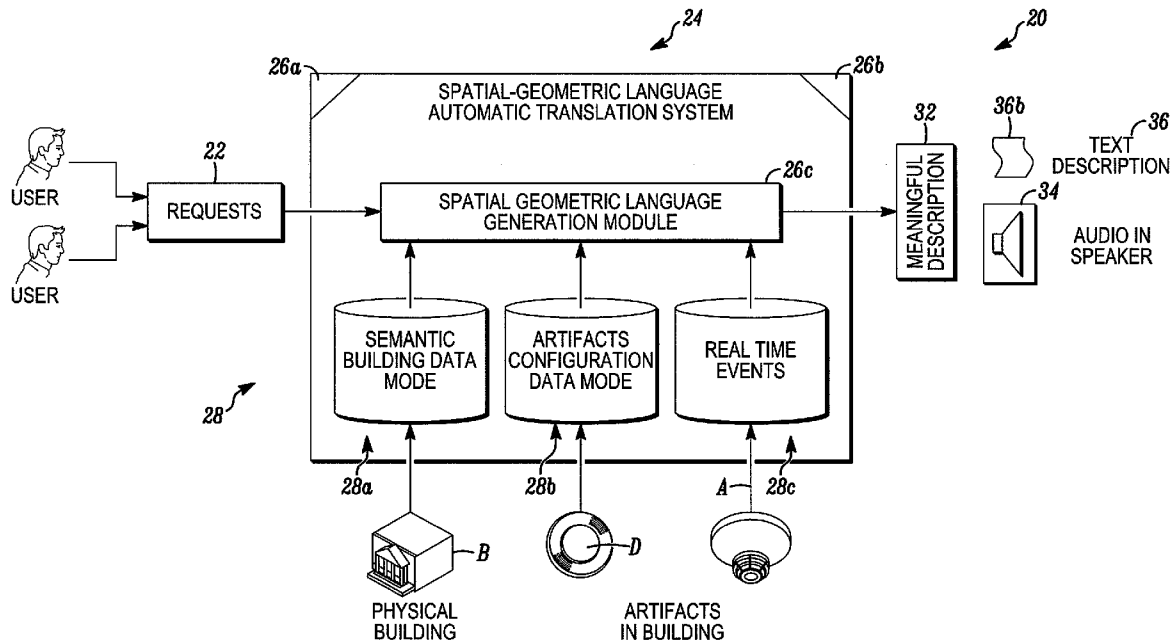 24
20
26a
26b
SPATIAL-GEOMETRIC LANGUAGE
AUTOMATIC TRANSLATION SYSTEM
32
36b
36
TEXT
DESCRIPTION
22
26c
34
USER
REQUESTS
SPATIAL GEOMETRIC LANGUAGE
GENERATION MODULE
MEANINGFUL
DESCRIPTION
AUDIO IN
SPEAKER
USER
SEMANTIC
BUILDING DATA
MODE
ARTIFACTS
CONFIGURATION
DATA MODE
REAL TIME
EVENTS
28
28a
28b
A
28c
B
D
PHYSICAL
BUILDING
ARTIFACTS
IN BUILDING